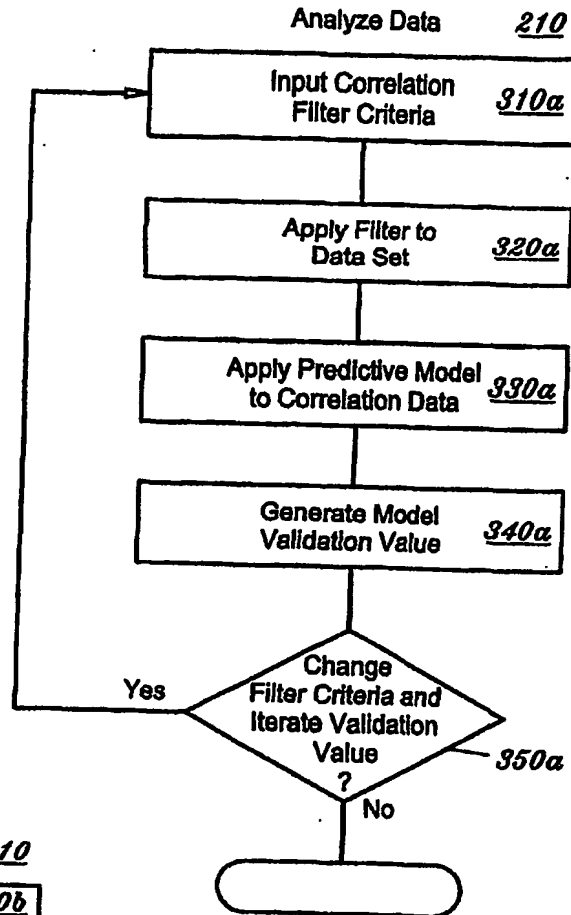 Analyze Data 210
Input Correlation
Filter Criteria 310a
Apply Filter to
Data Set 320a
Apply Predictive Model
to Correlation Data 330a
Generate Model
Validation Value 340a
Change
Filter Criteria and
Iterate Validation
Value
?
350a
Yes
No
10
0b